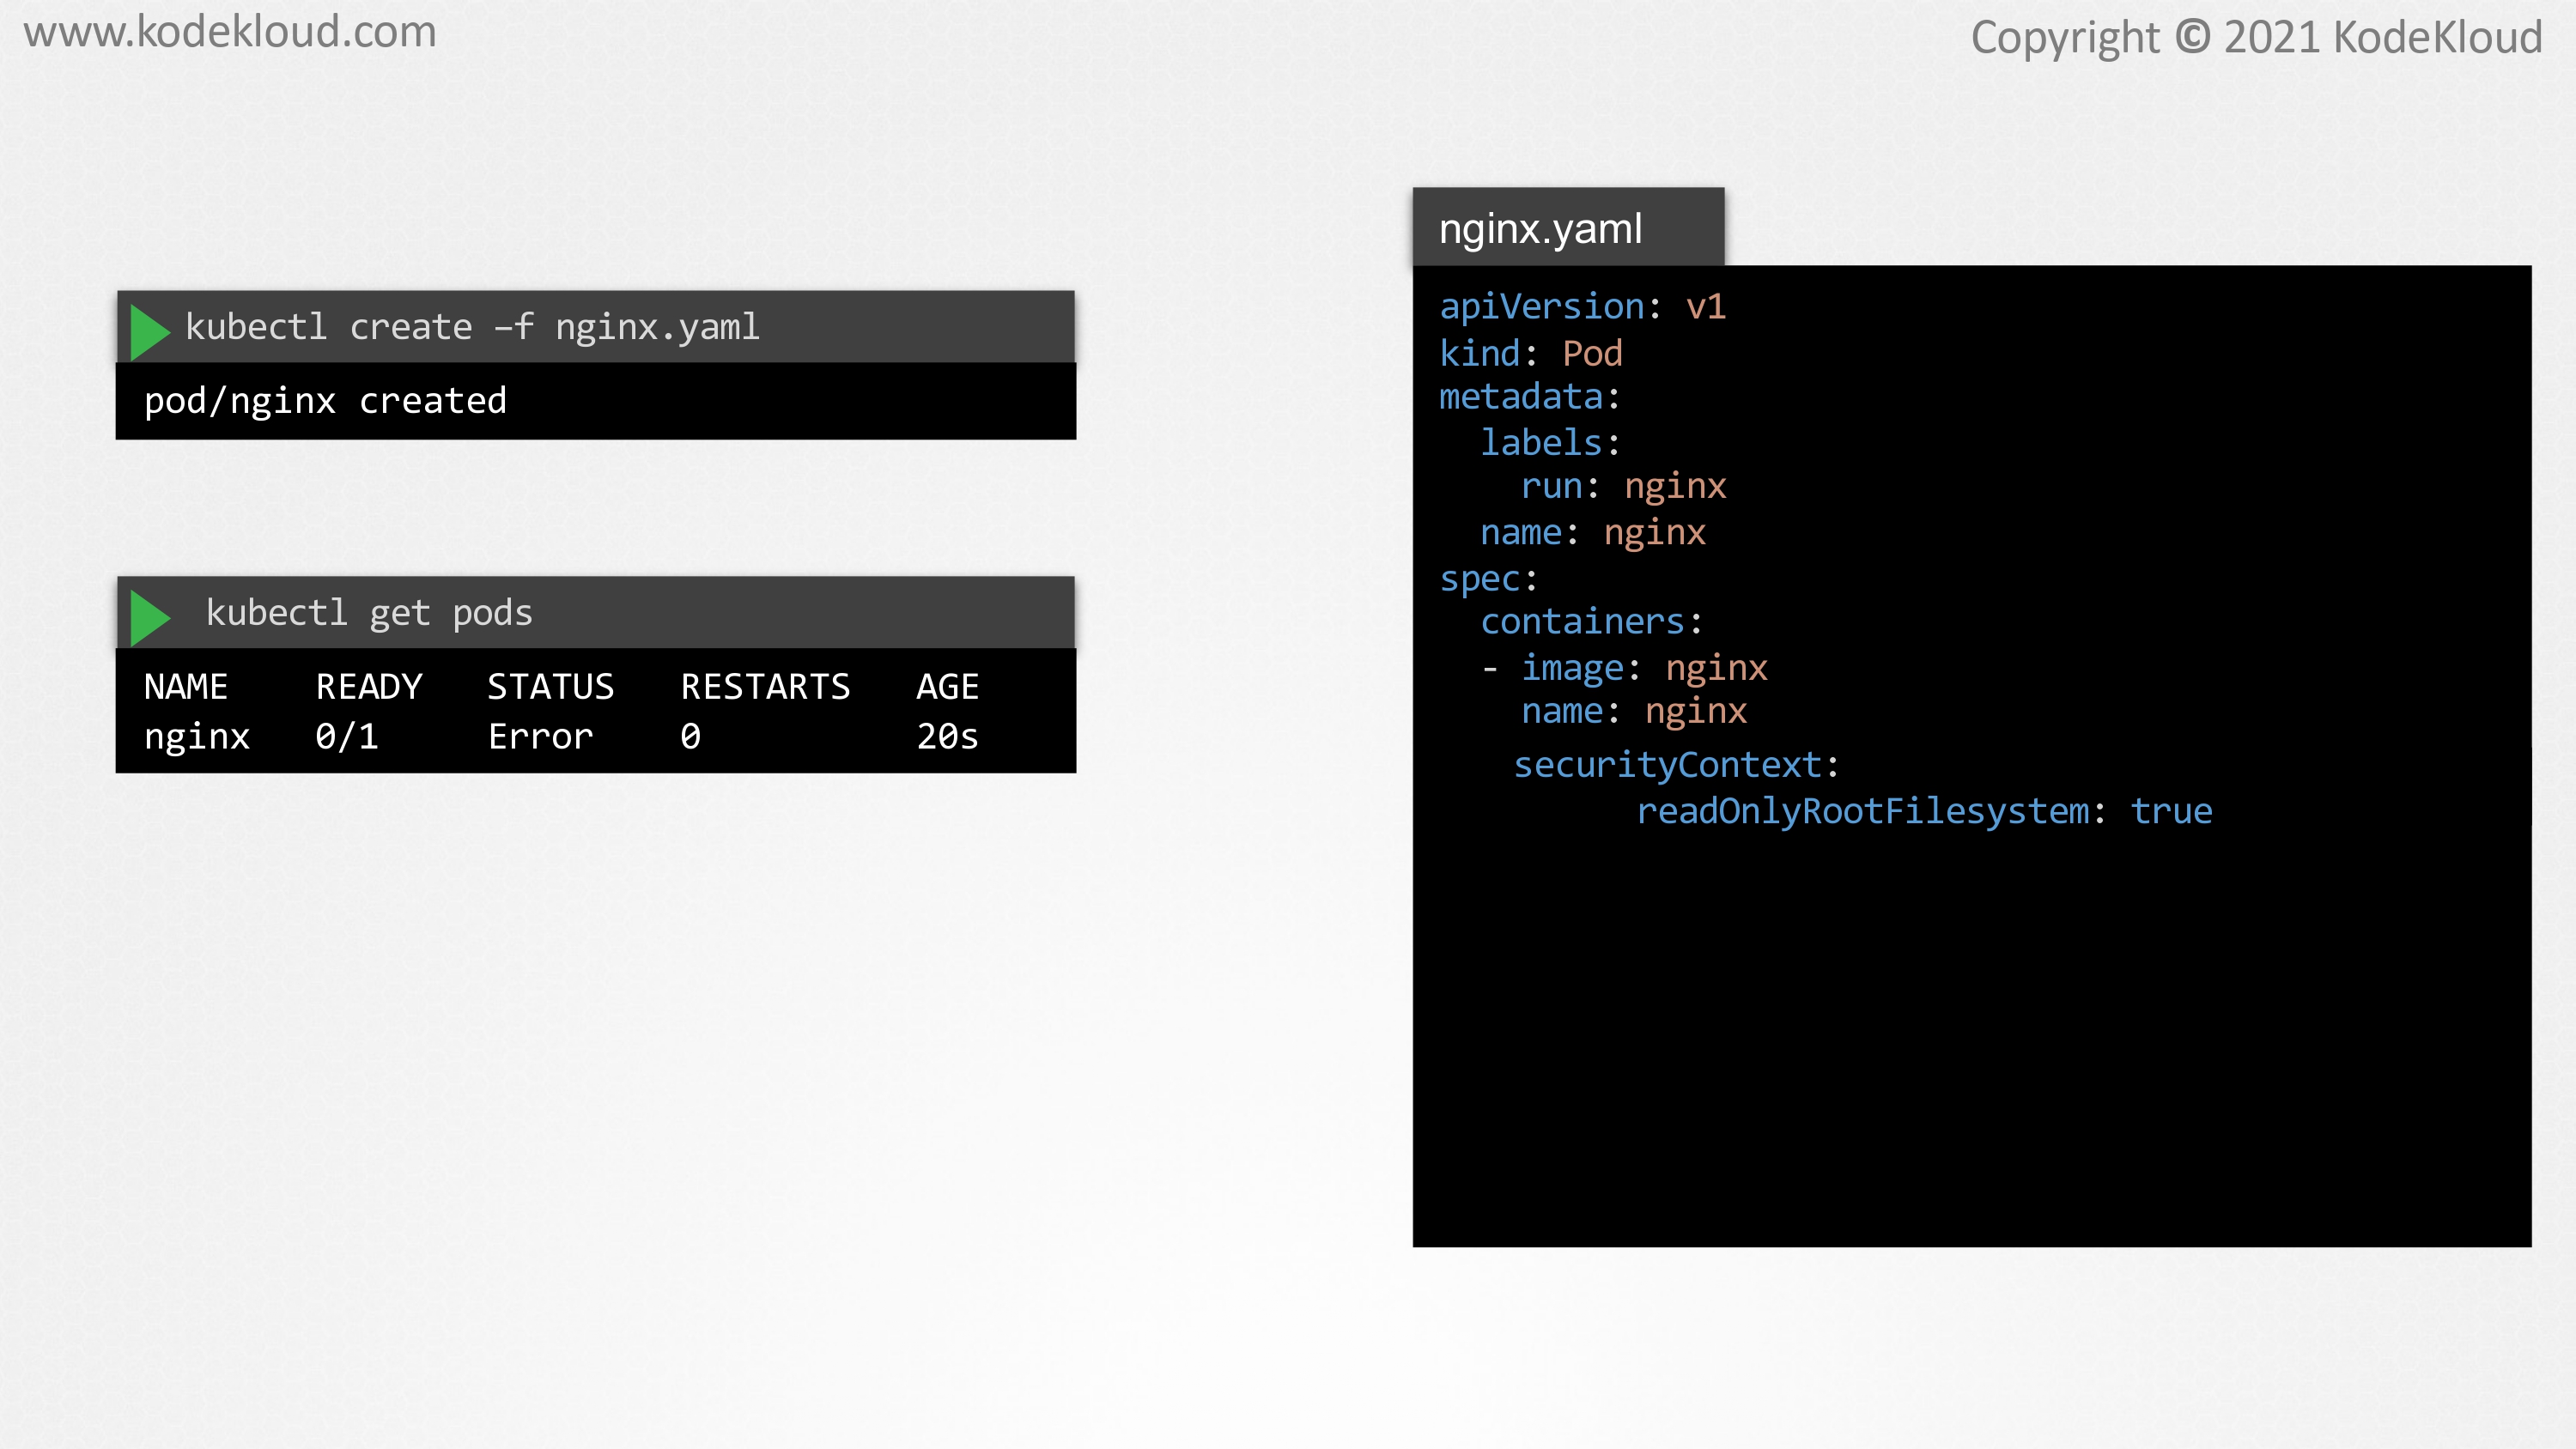 www.kodekloud.com
Copyright © 2021 KodeKloud
kubectl create –f nginx.yaml
pod/nginx created
kubectl get pods
NAME READY STATUS RESTARTS AGE
nginx 0/1 Error 0 20s
nginx.yaml
apiVersion: v1
kind: Pod
metadata:
  labels:
    run: nginx
  name: nginx
spec:
  containers:
  - image: nginx
    name: nginx
    securityContext:
          readOnlyRootFilesystem: true